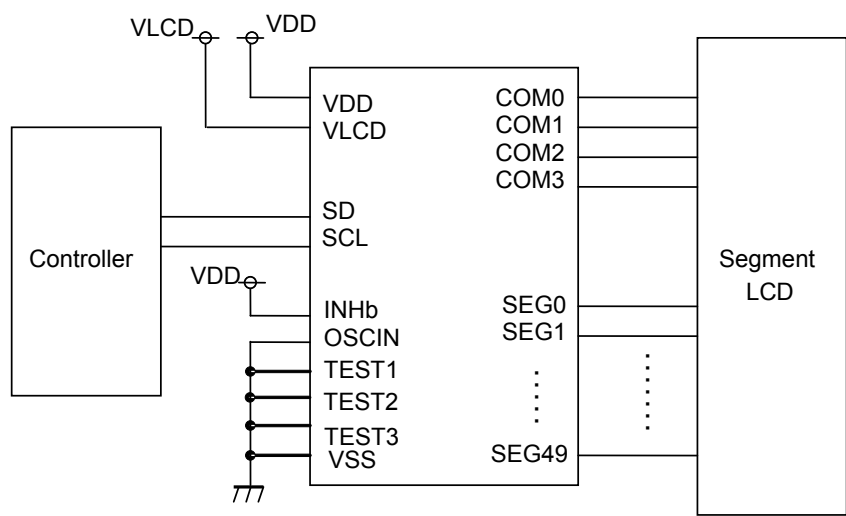 VLCD
VDD
VDD
VLCD
SD
SCL
VDD
INHb
OSCIN
TEST1
TEST2
TEST3
VSS
COM0
COM1
COM2
COM3
SEG0
SEG1
SEG49
Controller
Segment
LCD